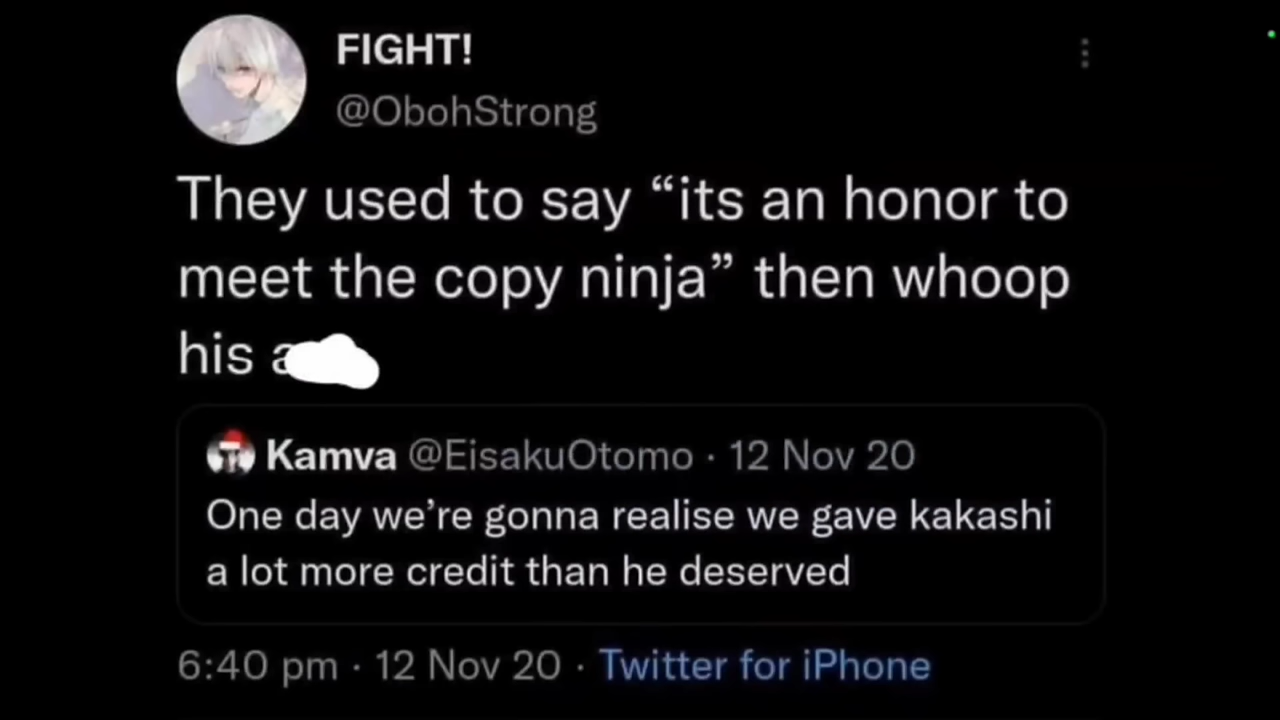 FIGHT!
@ObohStrong
They used to say “its an honor to
meet the copy ninja” then whoop
his
Kamva @EisakuOtomo · 12 Nov 20
One day we’re gonna realise we gave kakashi
a lot more credit than he deserved
6:40 pm · 12 Nov 20 · Twitter for iPhone